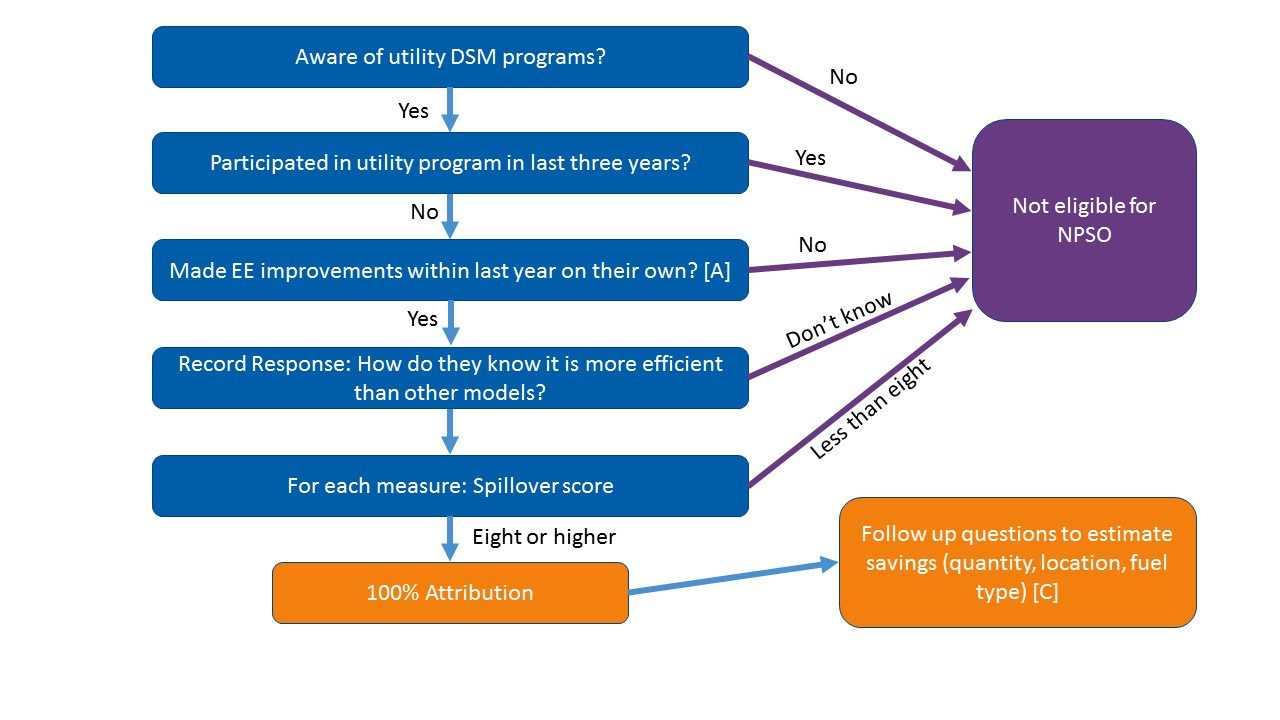 Aware of utility DSM programs?
No
Yes
Participated in utility program in last three years?
Yes
Not eligible for
NPSO
No
Made EE improvements within last year on their own? [A]
No
Yes
Don't know
Record Response: How do they know it is more efficient
than other models?
Less than eight
For each measure: Spillover score
Eight or higher
Follow up questions to estimate
savings (quantity, location, fuel
type) [C]
100% Attribution